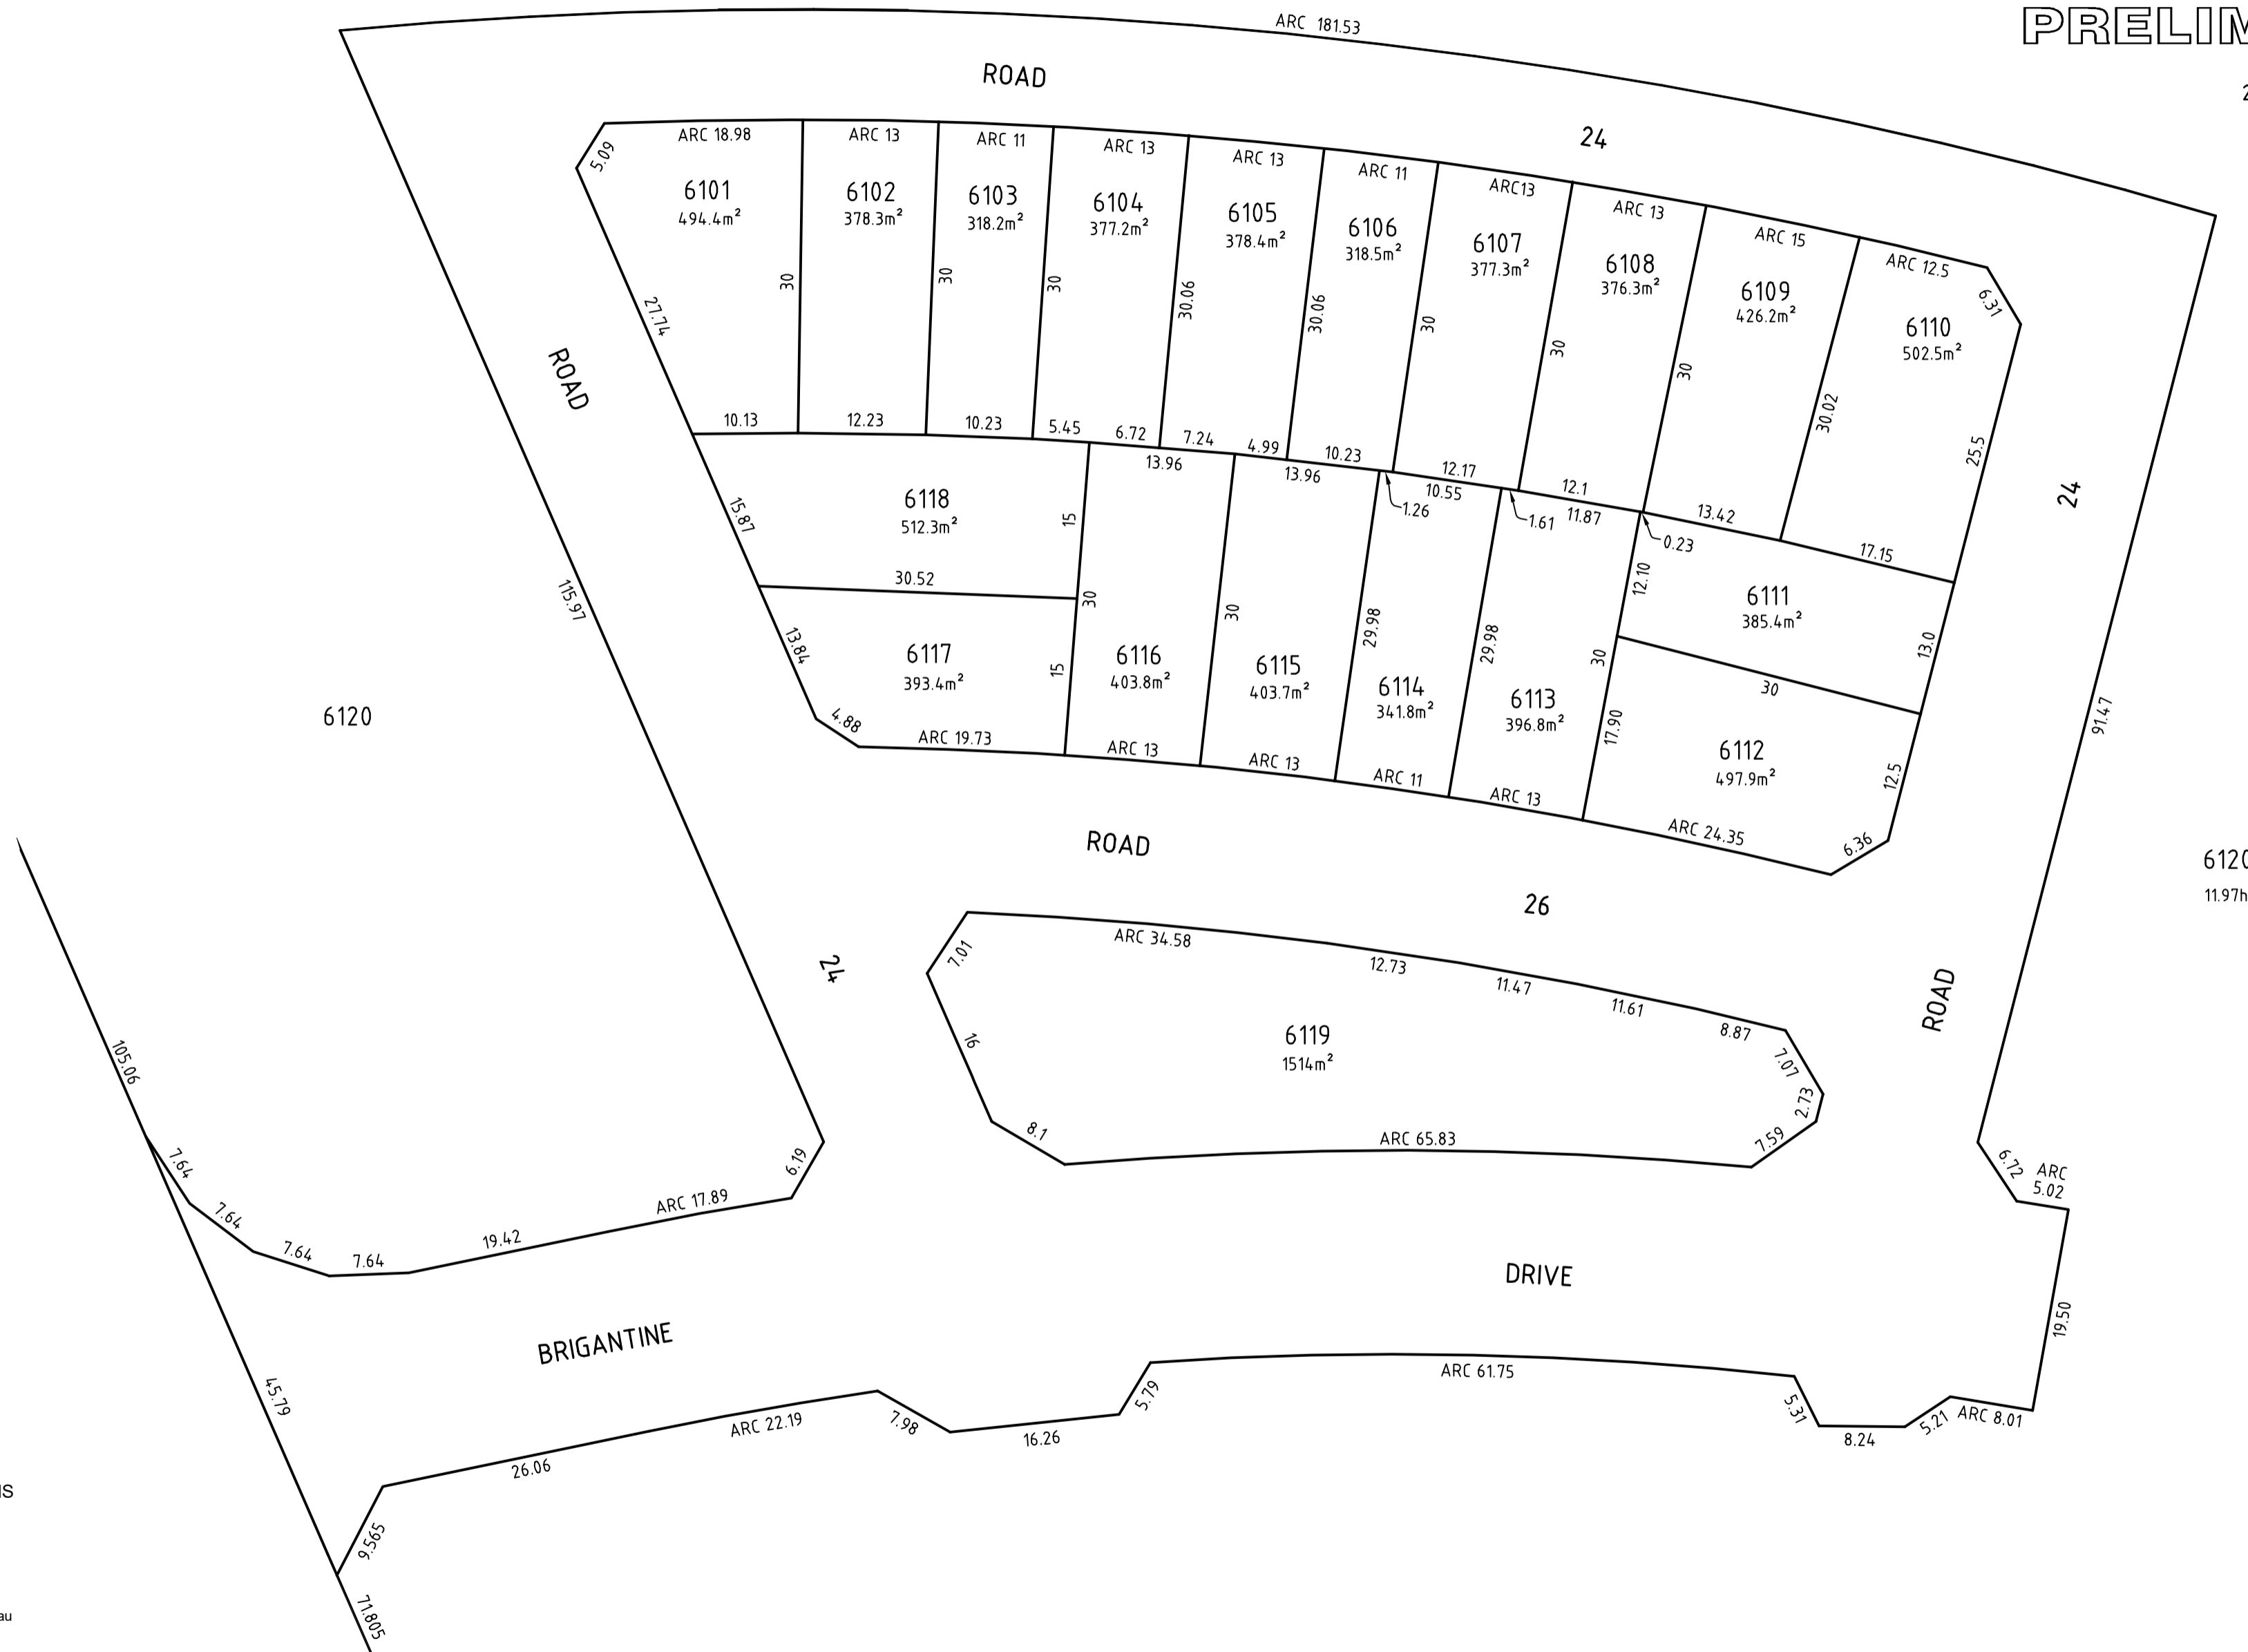 PRELIM
2
ARC 181.53
ROAD
24
5.09
ARC 18.98
ARC 13
ARC 11
ARC 13
ARC 13
ARC 11
ARC13
ARC 13
ARC 15
ARC 12.5
6.31
6101
494.4m²
6102
378.3m²
6103
318.2m²
6104
377.2m²
6105
378.4m²
6106
318.5m²
6107
377.3m²
6108
376.3m²
6109
426.2m²
6110
502.5m²
27.74
30
30
30
30.06
30.06
30
30
30
30.02
25.5
ROAD
24
10.13
12.23
10.23
5.45
6.72
7.24
4.99
10.23
12.17
12.1
13.42
17.15
13.96
13.96
1.26
10.55
1.61
11.87
0.23
15.87
6118
512.3m²
15
30.52
115.97
13.84
6117
393.4m²
15
4.88
ARC 19.73
30
6116
403.8m²
ARC 13
30
6115
403.7m²
ARC 13
29.98
6114
341.8m²
ARC 11
29.98
6113
396.8m²
ARC 13
30
12.10
6111
385.4m²
13.0
30
17.90
6112
497.9m²
12.5
ARC 24.35
6.36
91.47
6120
6120
11.97h
ROAD
26
24
ROAD
7.01
ARC 34.58
12.73
11.47
11.61
8.87
7.07
2.73
7.59
16
6119
1514m²
8.1
ARC 65.83
105.06
7.64
7.64
7.64
7.64
19.42
ARC 17.89
6.19
6.72
ARC
5.02
19.50
DRIVE
BRIGANTINE
45.79
9.565
26.06
ARC 22.19
7.98
16.26
5.79
ARC 61.75
5.31
8.24
5.21
ARC 8.01
71.805
IS
au